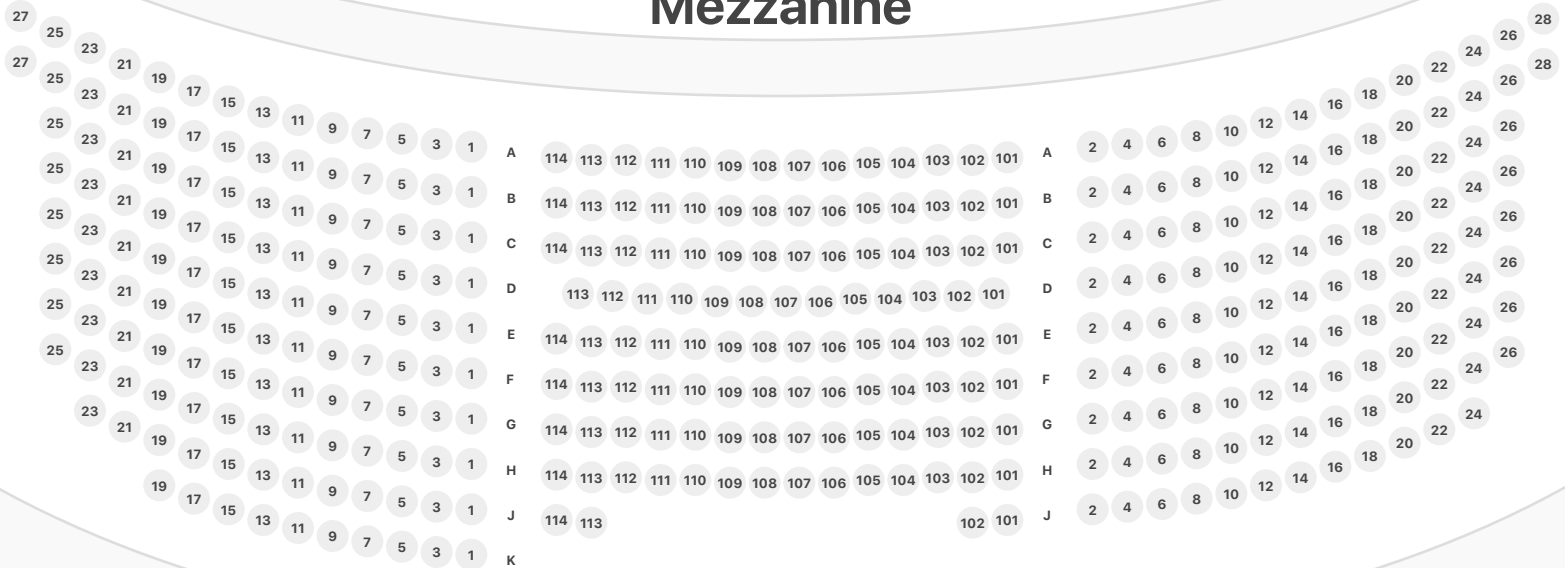 Mezzanine
27 25 23 21 19 17 15 13 11 9 7 5 3 1 A 114 113 112 111 110 109 108 107 106 105 104 103 102 101 A 2 4 6 8 10 12 14 16 18 20 22 24 26 28
27 25 23 21 19 17 15 13 11 9 7 5 3 1 B 114 113 112 111 110 109 108 107 106 105 104 103 102 101 B 2 4 6 8 10 12 14 16 18 20 22 24 26 28
25 23 21 19 17 15 13 11 9 7 5 3 1 C 114 113 112 111 110 109 108 107 106 105 104 103 102 101 C 2 4 6 8 10 12 14 16 18 20 22 24 26
25 23 21 19 17 15 13 11 9 7 5 3 1 D 113 112 111 110 109 108 107 106 105 104 103 102 101 D 2 4 6 8 10 12 14 16 18 20 22 24 26
25 23 21 19 17 15 13 11 9 7 5 3 1 E 114 113 112 111 110 109 108 107 106 105 104 103 102 101 E 2 4 6 8 10 12 14 16 18 20 22 24 26
25 23 21 19 17 15 13 11 9 7 5 3 1 F 114 113 112 111 110 109 108 107 106 105 104 103 102 101 F 2 4 6 8 10 12 14 16 18 20 22 24 26
25 23 21 19 17 15 13 11 9 7 5 3 1 G 114 113 112 111 110 109 108 107 106 105 104 103 102 101 G 2 4 6 8 10 12 14 16 18 20 22 24 26
25 23 21 19 17 15 13 11 9 7 5 3 1 H 114 113 112 111 110 109 108 107 106 105 104 103 102 101 H 2 4 6 8 10 12 14 16 18 20 22 24 26
23 21 19 17 15 13 11 9 7 5 3 1 J 114 113 102 101 J 2 4 6 8 10 12 14 16 18 20 22 24
19 17 15 13 11 9 7 5 3 1 K